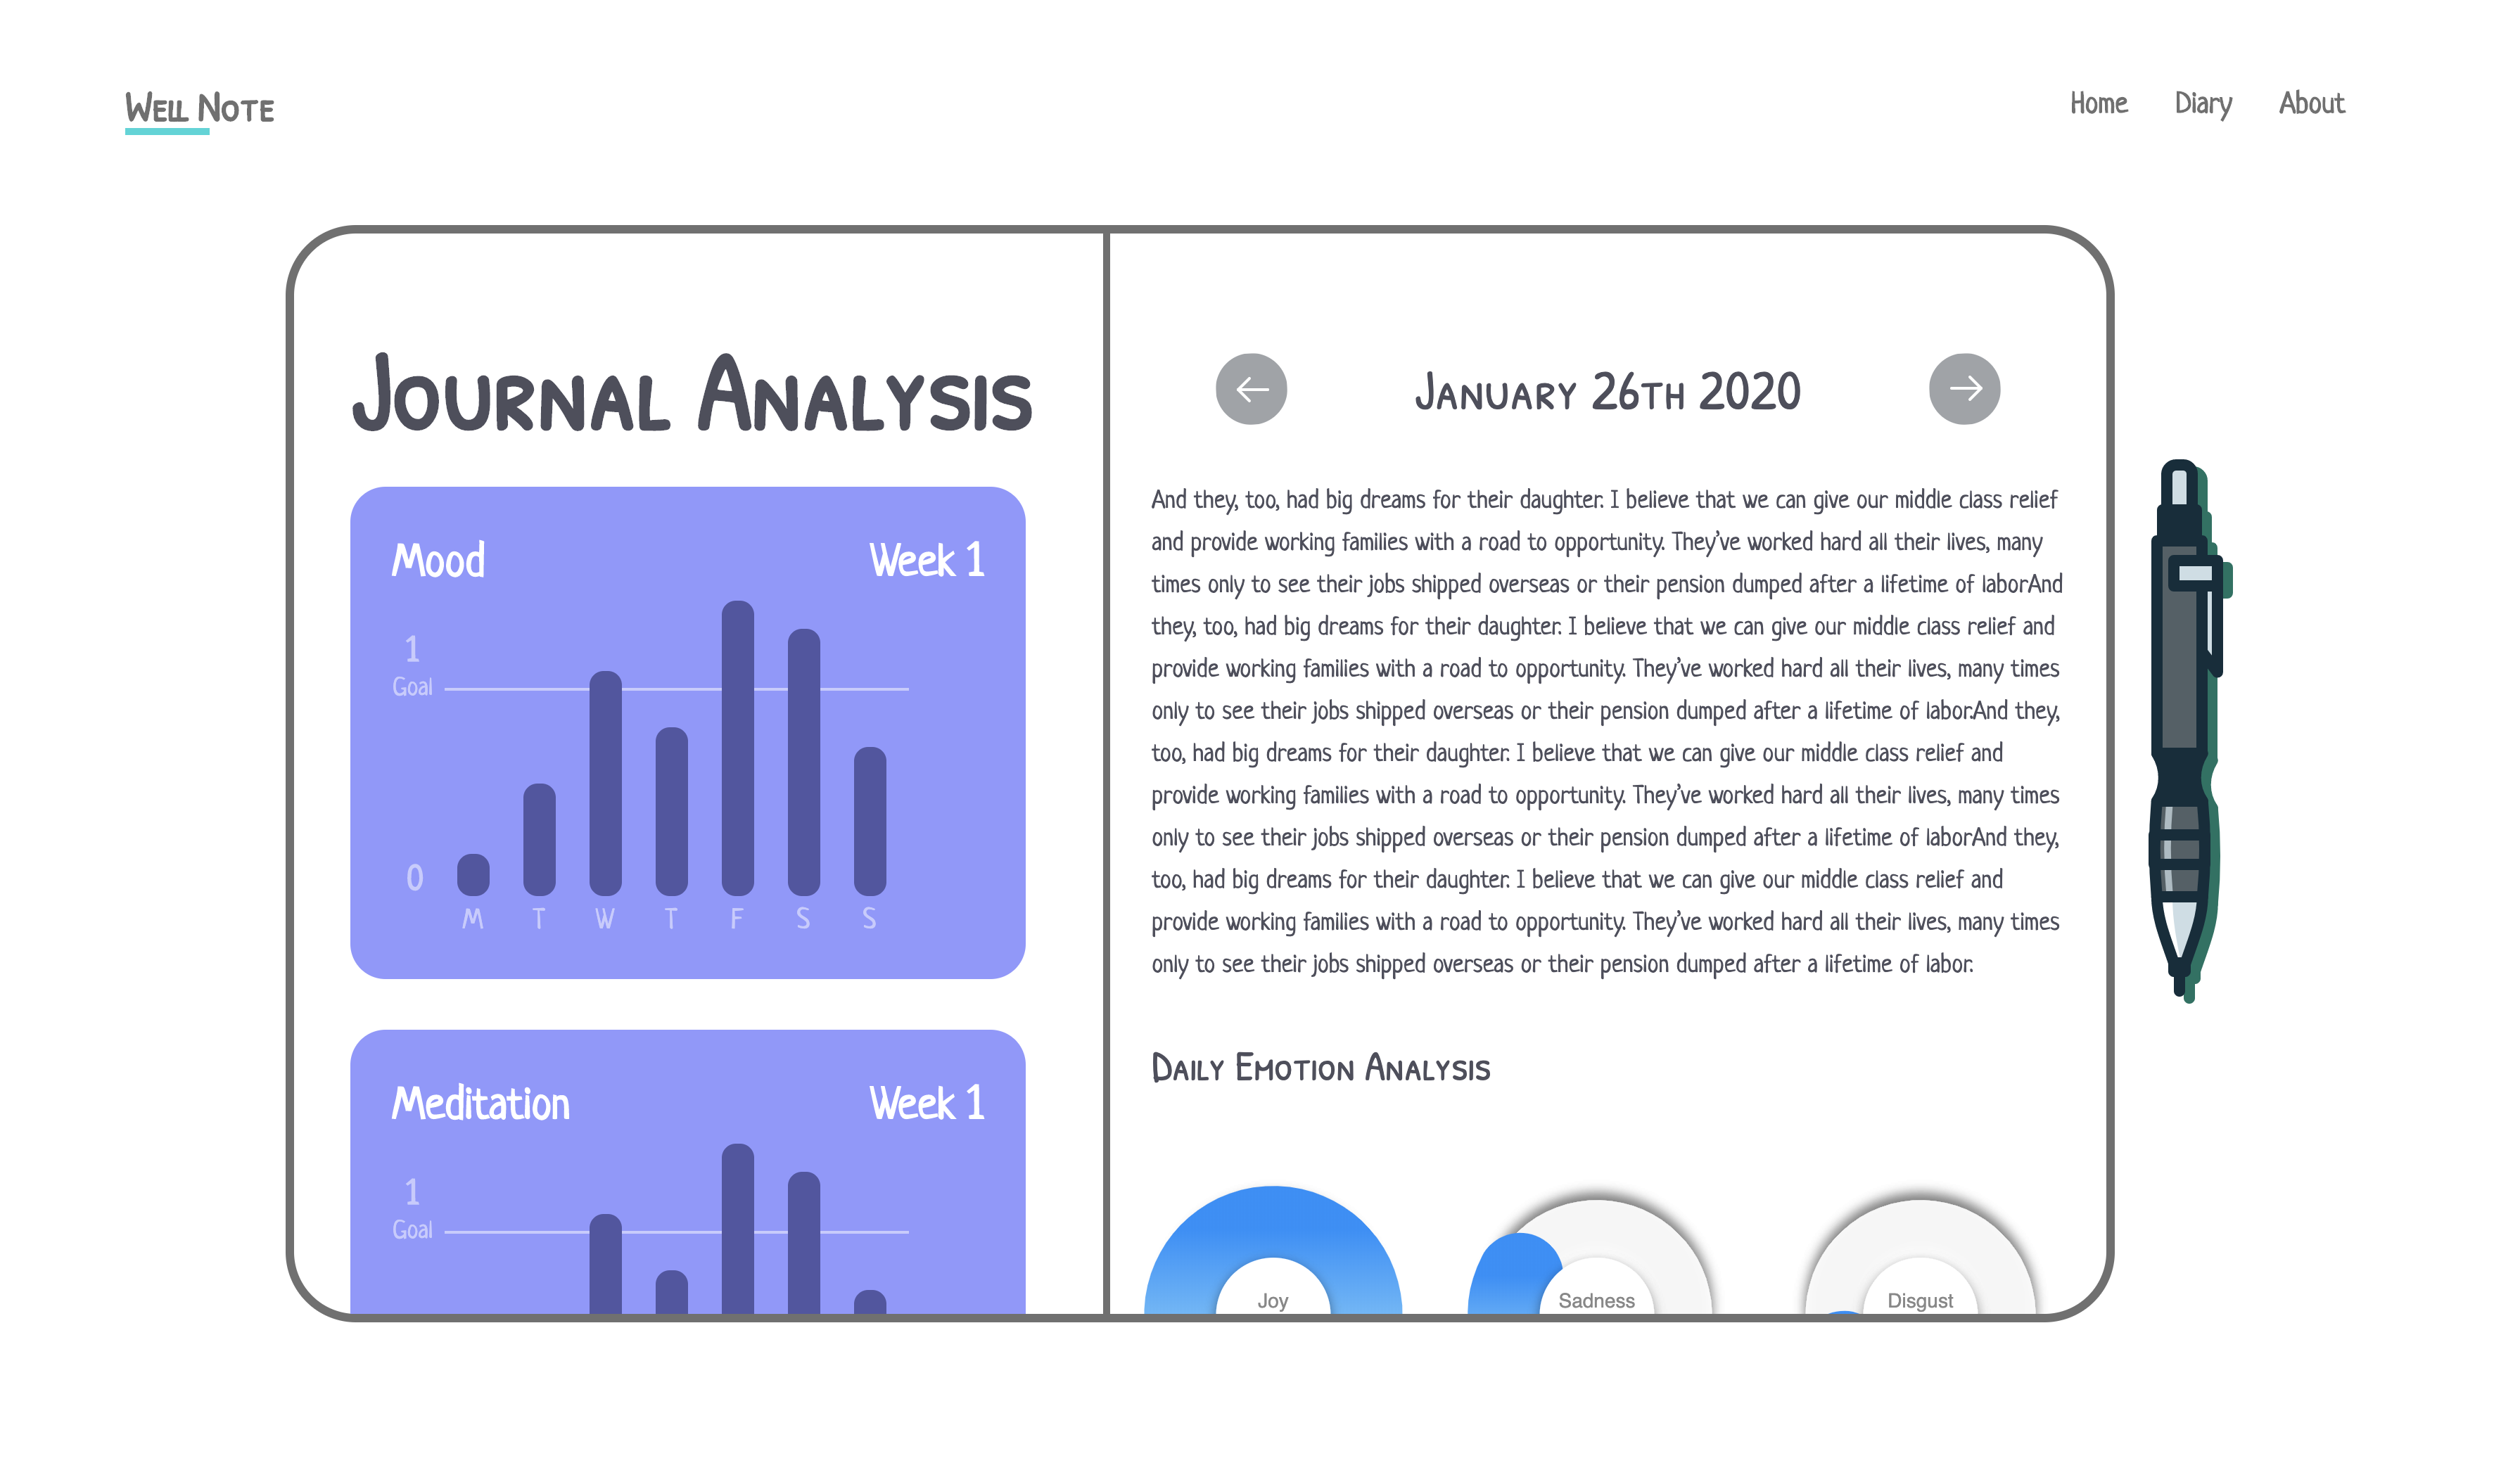 Well Note
Home Diary About
Journal Analysis
Mood Week 1
1
Goal
0
M T W T F S S
Meditation Week 1
1
Goal
January 26th 2020
And they, too, had big dreams for their daughter. I believe that we can give our middle class relief
and provide working families with a road to opportunity. They’ve worked hard all their lives, many
times only to see their jobs shipped overseas or their pension dumped after a lifetime of laborAnd
they, too, had big dreams for their daughter. I believe that we can give our middle class relief and
provide working families with a road to opportunity. They’ve worked hard all their lives, many times
only to see their jobs shipped overseas or their pension dumped after a lifetime of labor.And they,
too, had big dreams for their daughter. I believe that we can give our middle class relief and
provide working families with a road to opportunity. They’ve worked hard all their lives, many times
only to see their jobs shipped overseas or their pension dumped after a lifetime of laborAnd they,
too, had big dreams for their daughter. I believe that we can give our middle class relief and
provide working families with a road to opportunity. They’ve worked hard all their lives, many times
only to see their jobs shipped overseas or their pension dumped after a lifetime of labor.
Daily Emotion Analysis
Joy Sadness Disgust